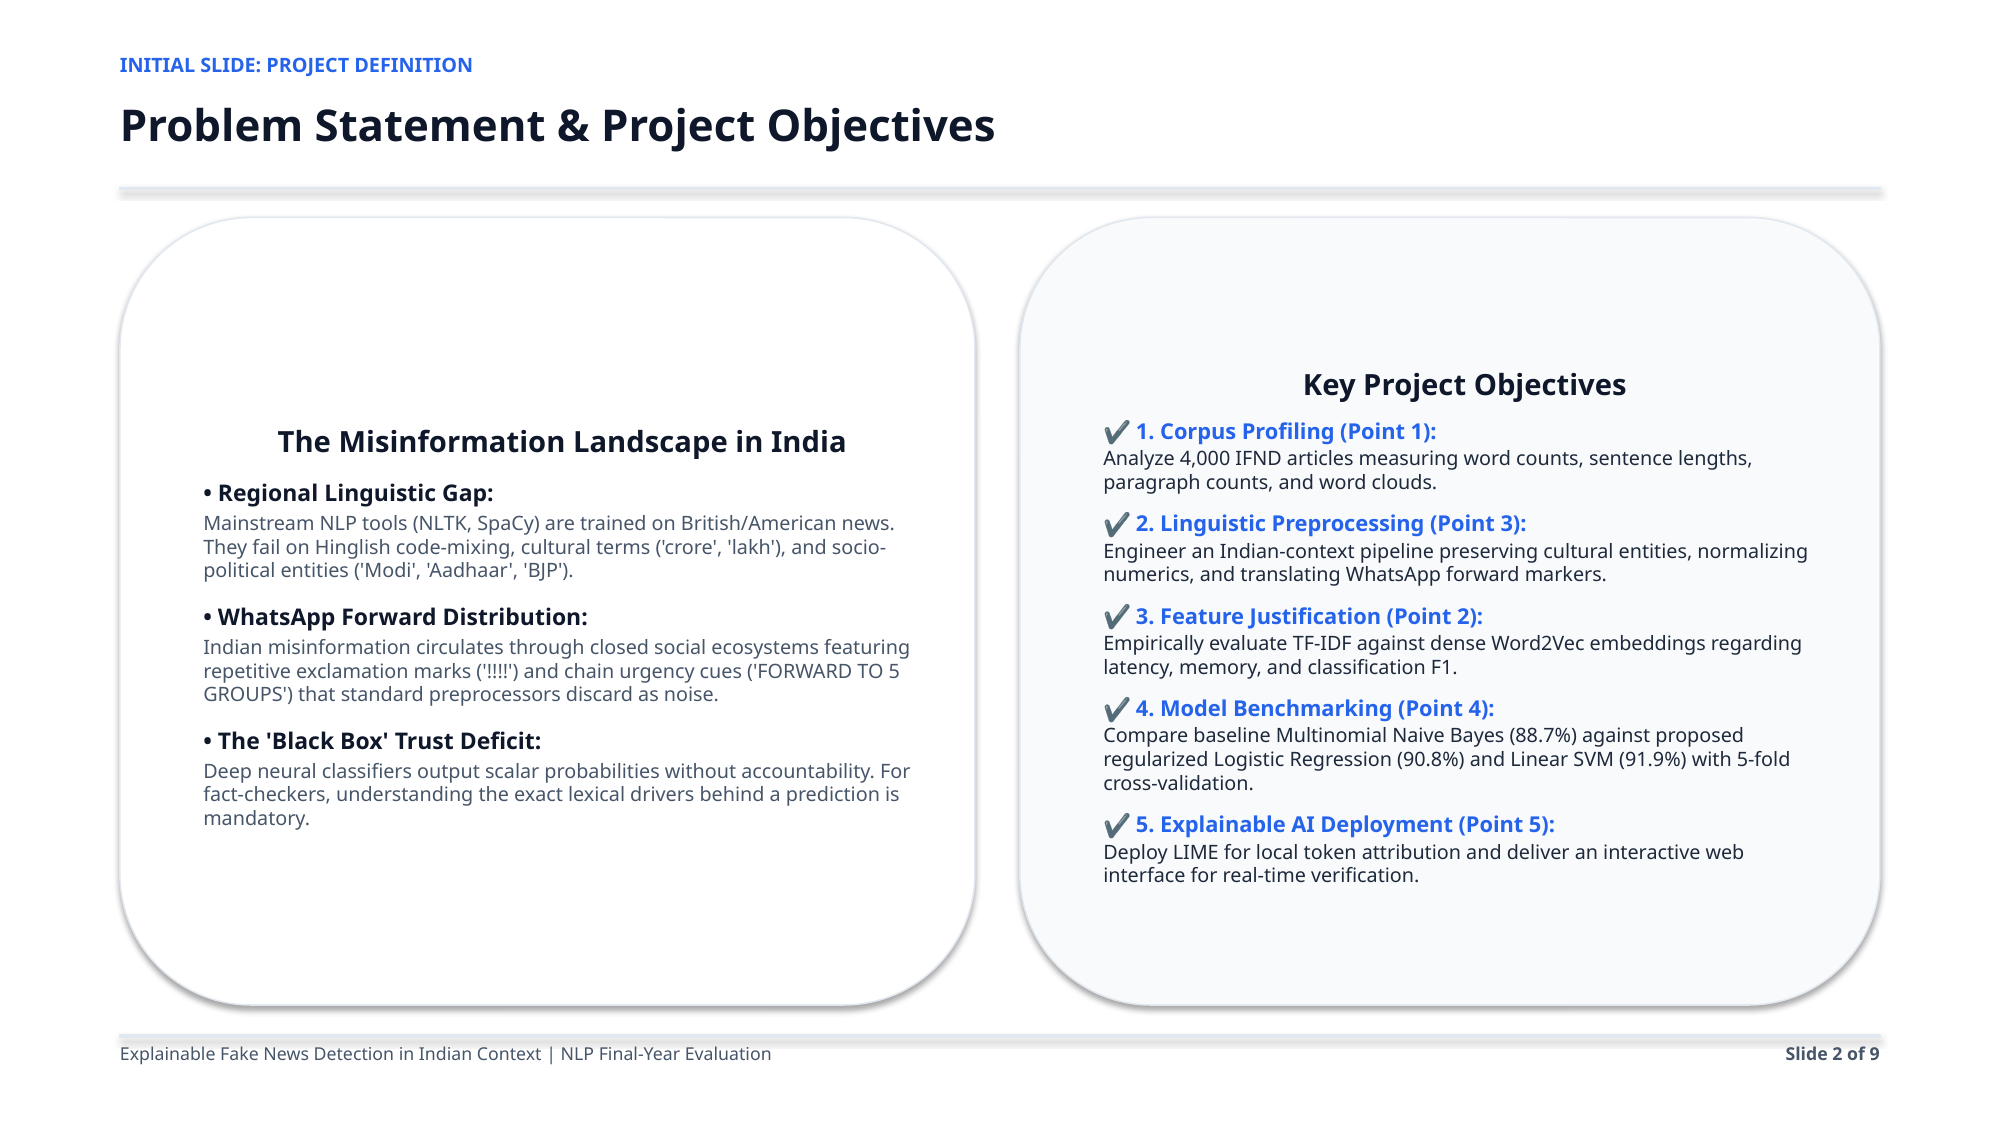 INITIAL SLIDE: PROJECT DEFINITION
Problem Statement & Project Objectives
The Misinformation Landscape in India
• Regional Linguistic Gap:
Mainstream NLP tools (NLTK, SpaCy) are trained on British/American news.
They fail on Hinglish code-mixing, cultural terms ('crore', 'lakh'), and socio-
political entities ('Modi', 'Aadhaar', 'BJP').
• WhatsApp Forward Distribution:
Indian misinformation circulates through closed social ecosystems featuring
repetitive exclamation marks ('!!!!') and chain urgency cues ('FORWARD TO 5
GROUPS') that standard preprocessors discard as noise.
• The 'Black Box' Trust Deficit:
Deep neural classifiers output scalar probabilities without accountability. For
fact-checkers, understanding the exact lexical drivers behind a prediction is
mandatory.
Key Project Objectives
✔ 1. Corpus Profiling (Point 1):
Analyze 4,000 IFND articles measuring word counts, sentence lengths,
paragraph counts, and word clouds.
✔ 2. Linguistic Preprocessing (Point 3):
Engineer an Indian-context pipeline preserving cultural entities, normalizing
numerics, and translating WhatsApp forward markers.
✔ 3. Feature Justification (Point 2):
Empirically evaluate TF-IDF against dense Word2Vec embeddings regarding
latency, memory, and classification F1.
✔ 4. Model Benchmarking (Point 4):
Compare baseline Multinomial Naive Bayes (88.7%) against proposed
regularized Logistic Regression (90.8%) and Linear SVM (91.9%) with 5-fold
cross-validation.
✔ 5. Explainable AI Deployment (Point 5):
Deploy LIME for local token attribution and deliver an interactive web
interface for real-time verification.
Explainable Fake News Detection in Indian Context | NLP Final-Year Evaluation
Slide 2 of 9